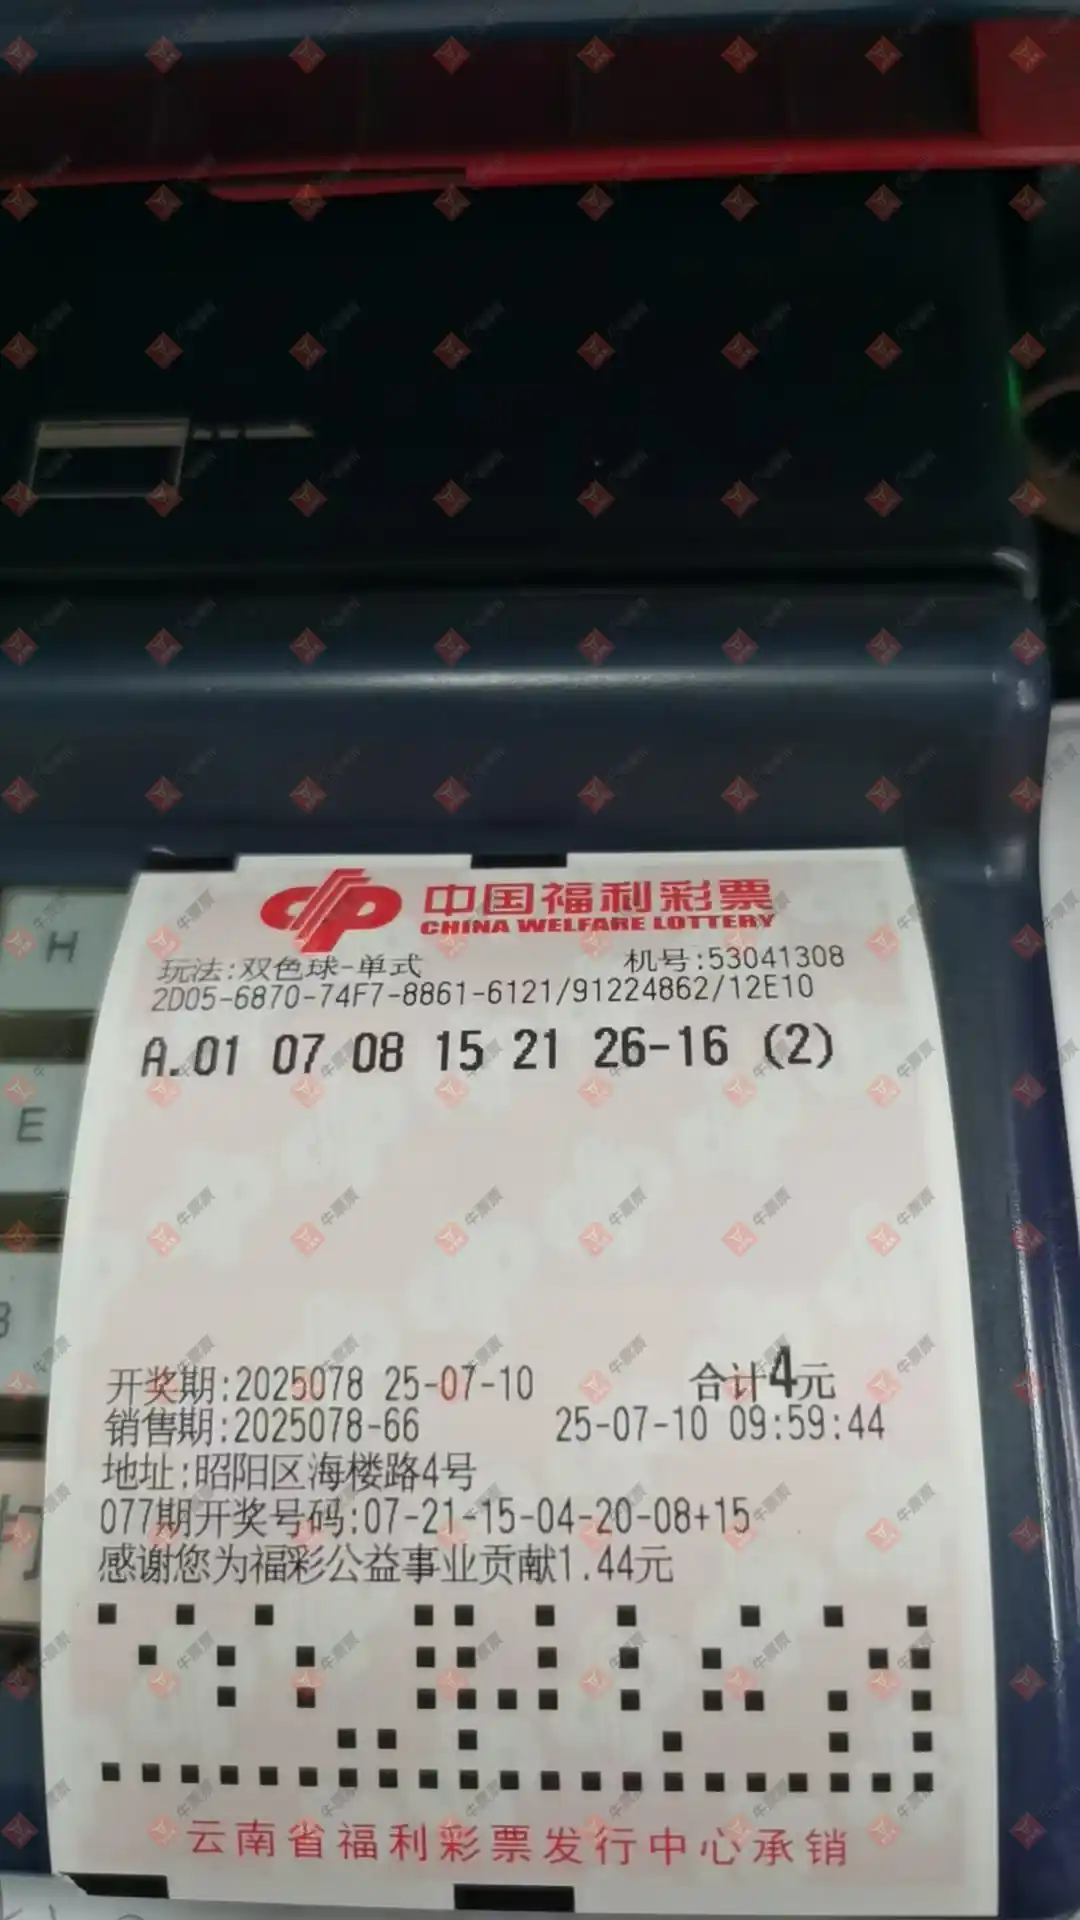 中国福利彩票
CHINA WELFARE LOTTERY
玩法:双色球-单式 机号:53041308
2D05-6870-74F7-8861-6121/91224862/12E10
A.01 07 08 15 21 26-16 (2)
开奖期:2025078 25-07-10 合计4元
销售期:2025078-66 25-07-10 09:59:44
地址:昭阳区海楼路4号
077期开奖号码:07-21-15-04-20-08+15
感谢您为福彩公益事业贡献1.44元
云南省福利彩票发行中心承销
H
E
牛票票